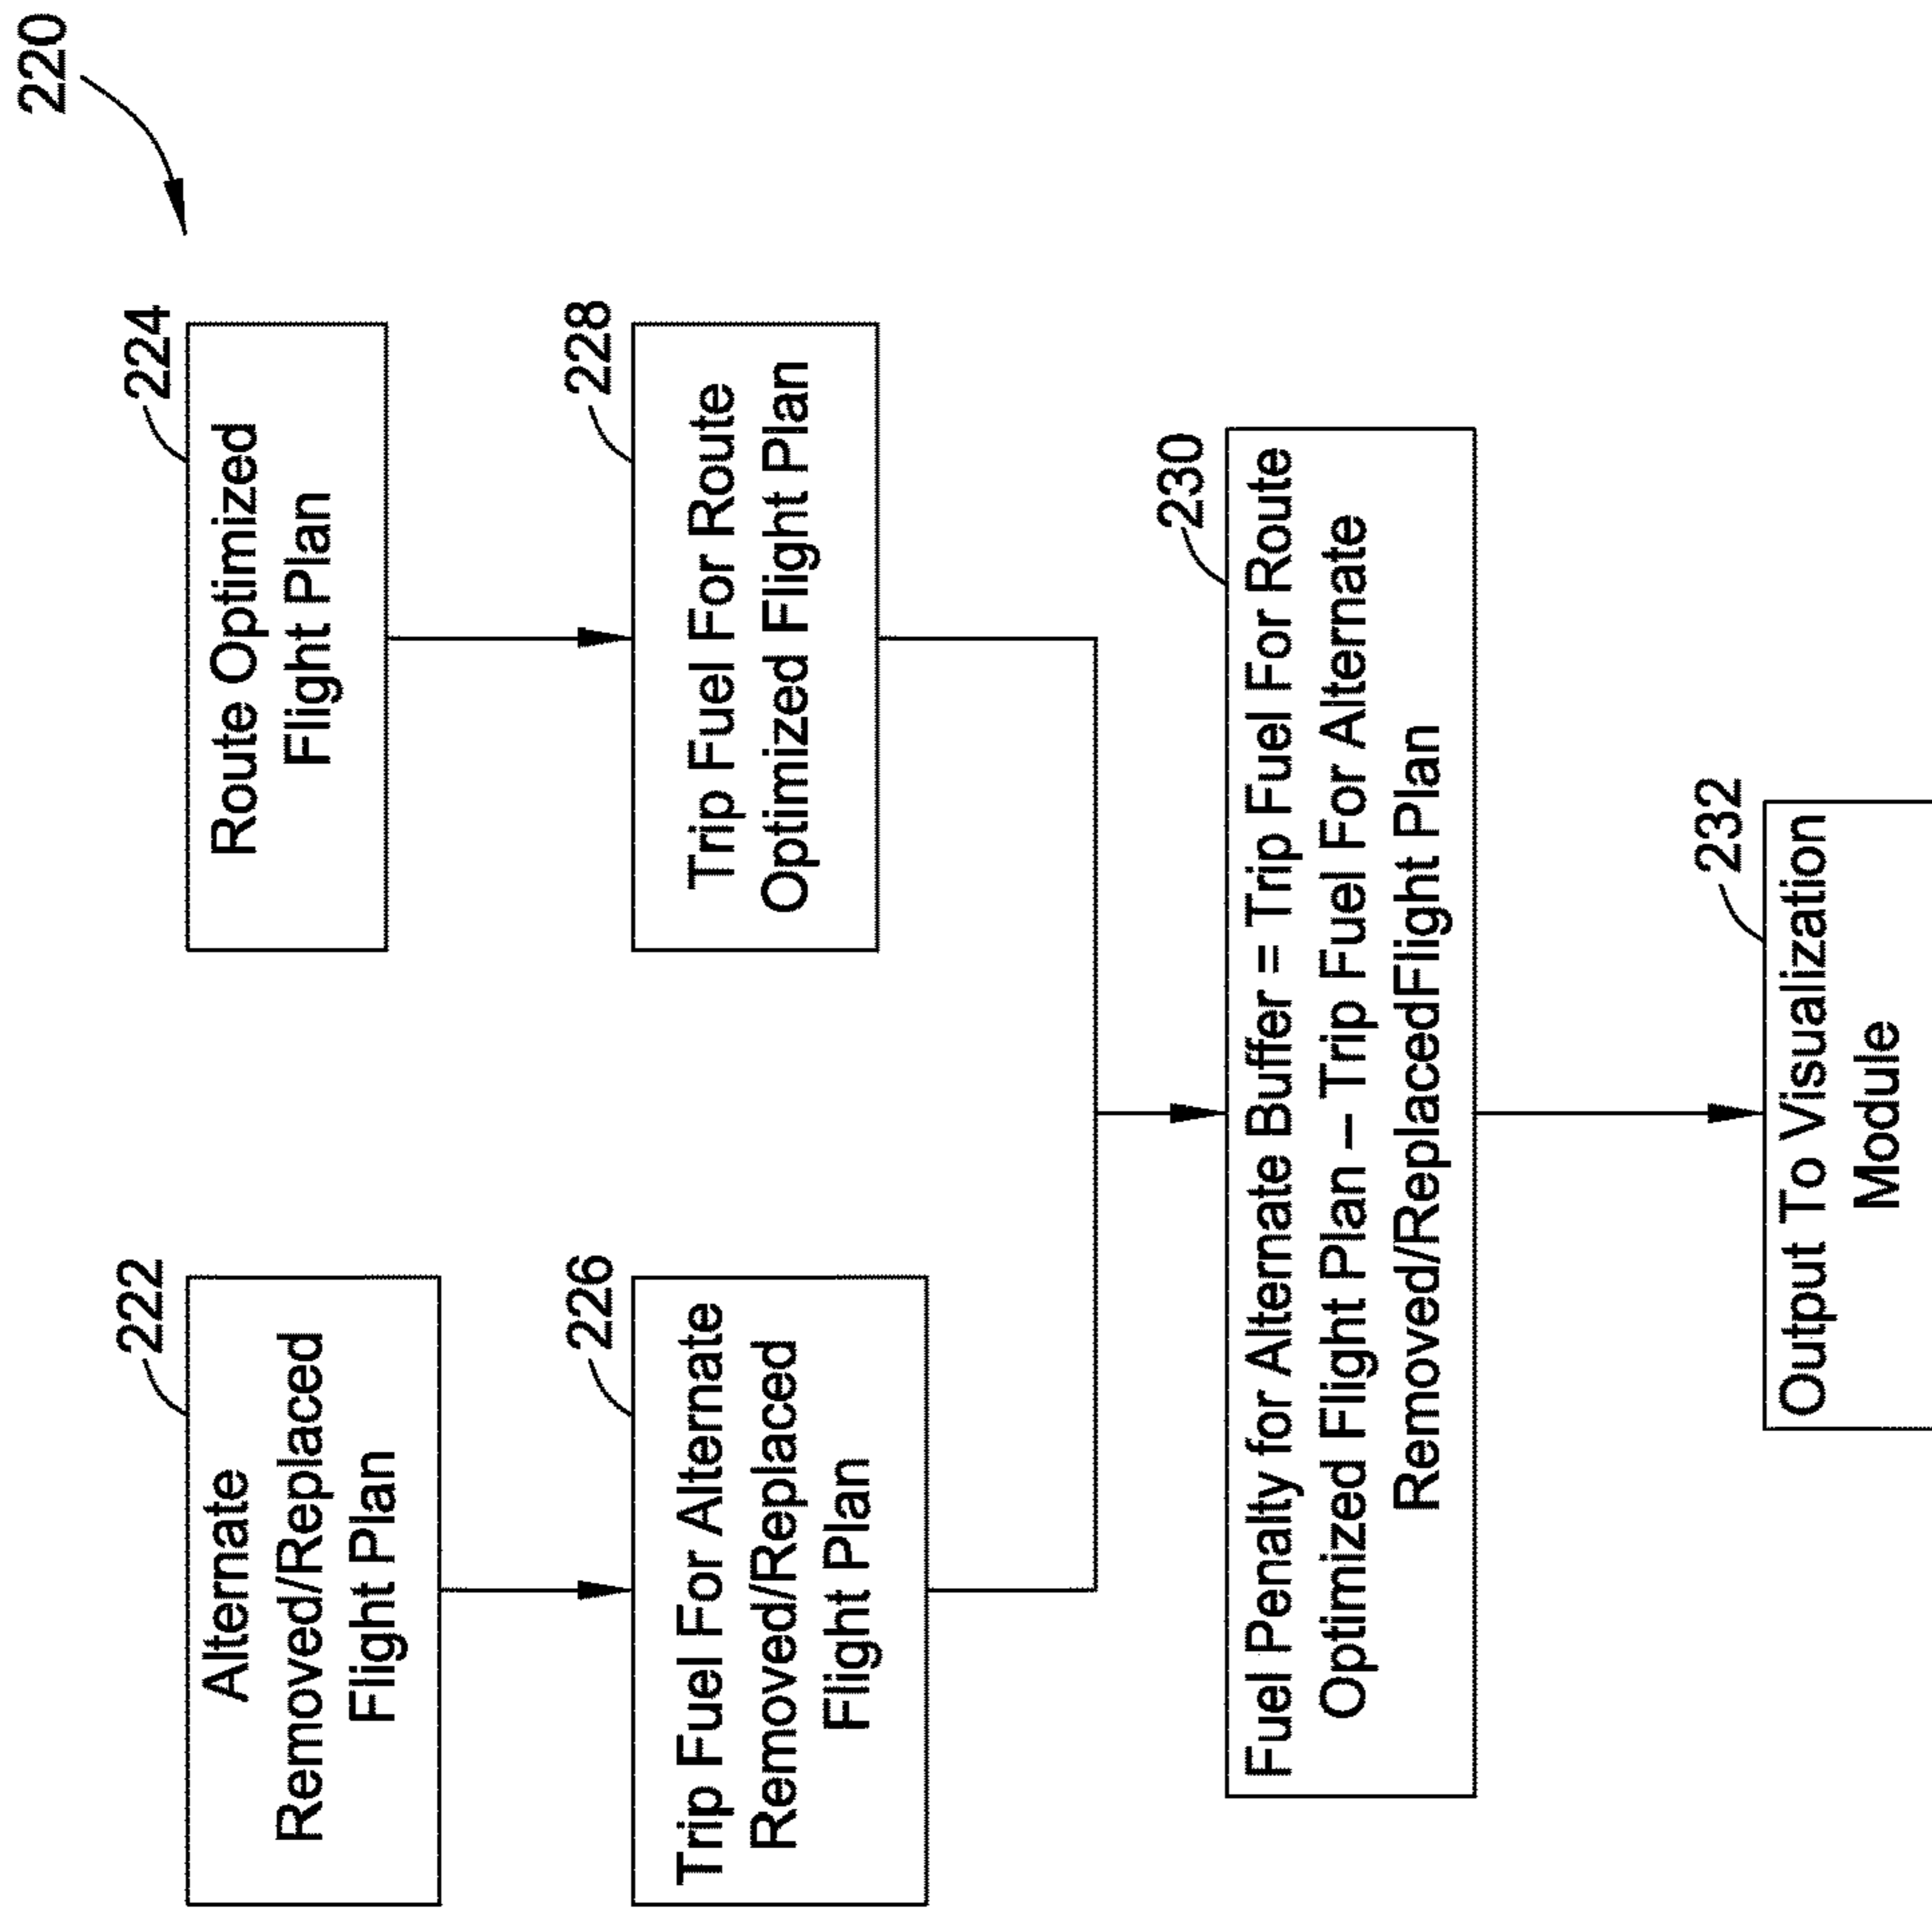 220
222
Alternate
Removed/Replaced
Flight Plan
224
Route Optimized
Flight Plan
226
Trip Fuel For Alternate
Removed/Replaced
Flight Plan
228
Trip Fuel For Route
Optimized Flight Plan
230
Fuel Penalty for Alternate Buffer = Trip Fuel For Route
Optimized Flight Plan – Trip Fuel For Alternate
Removed/ReplacedFlight Plan
232
Output To Visualization
Module